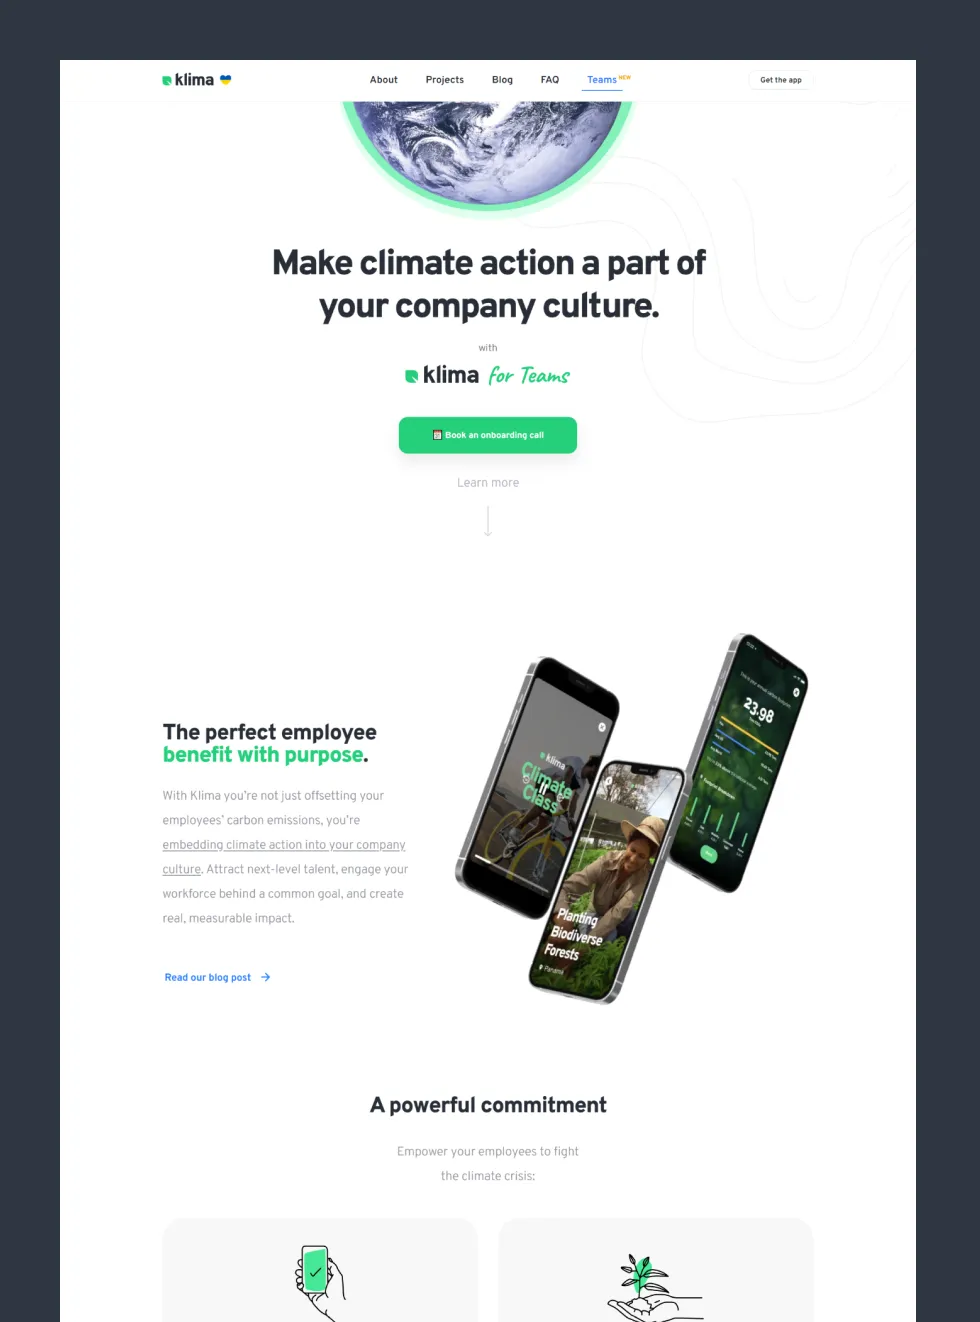 klima
About
Projects
Blog
FAQ
Teams NEW
Get the app
Make climate action a part of
your company culture.
with
klima for Teams
Book an onboarding call
Learn more
The perfect employee
benefit with purpose.
With Klima you’re not just offsetting your
employees’ carbon emissions, you’re
embedding climate action into your company
culture. Attract next-level talent, engage your
workforce behind a common goal, and create
real, measurable impact.
Read our blog post
klima
Climate
Class
Planting
Biodiverse
Forests
Panama
23.98
A powerful commitment
Empower your employees to fight
the climate crisis: